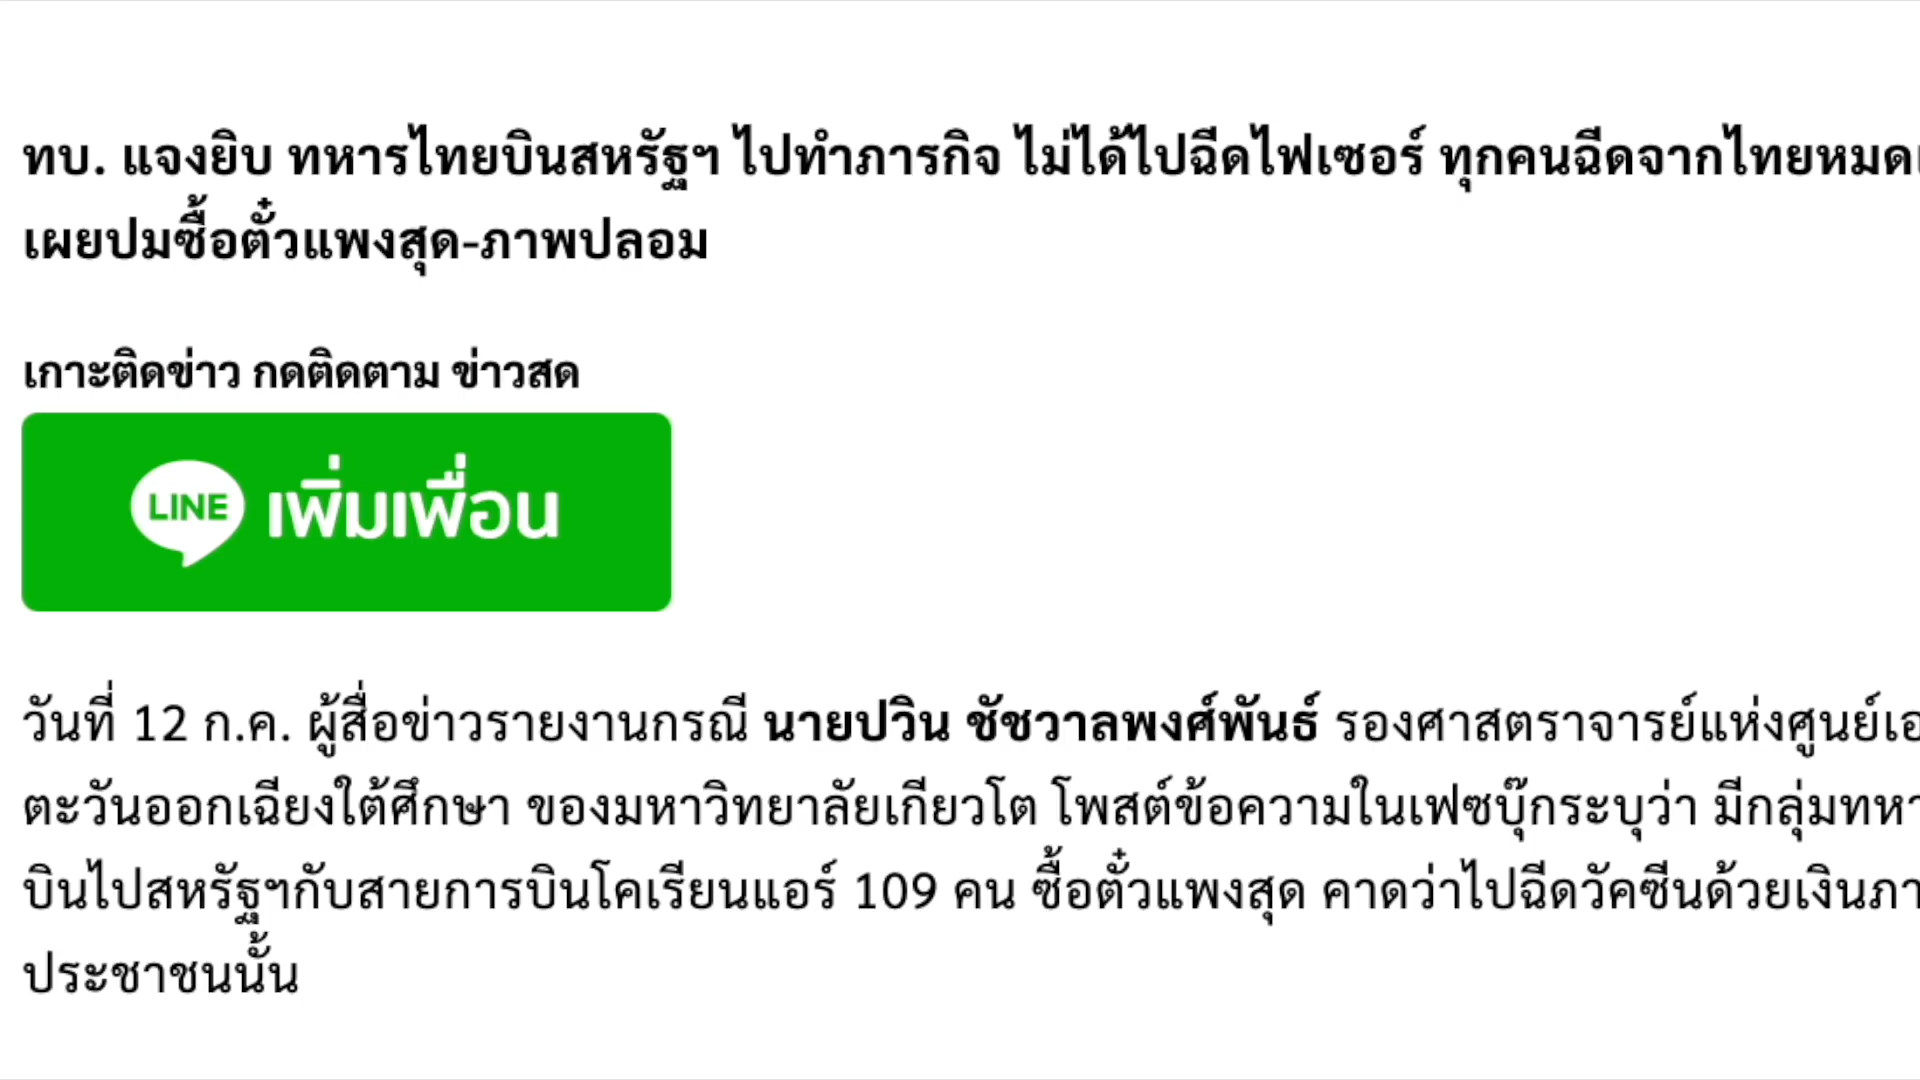 ทบ. แจงยิบ ทหารไทยบินสหรัฐฯ ไปทำภารกิจ ไม่ได้ไปฉีดไฟเซอร์ ทุกคนฉีดจากไทยหมด
เผยปมซื้อตั๋วแพงสุด-ภาพปลอม
เกาะติดข่าว กดติดตาม ข่าวสด
LINE เพิ่มเพื่อน
วันที่ 12 ก.ค. ผู้สื่อข่าวรายงานกรณี นายปวิน ชัชวาลพงศ์พันธ์ รองศาสตราจารย์แห่งศูนย์เอ
ตะวันออกเฉียงใต้ศึกษา ของมหาวิทยาลัยเกียวโต โพสต์ข้อความในเฟซบุ๊กระบุว่า มีกลุ่มทหา
บินไปสหรัฐฯกับสายการบินโคเรียนแอร์ 109 คน ซื้อตั๋วแพงสุด คาดว่าไปฉีดวัคซีนด้วยเงินภา
ประชาชนนั้น